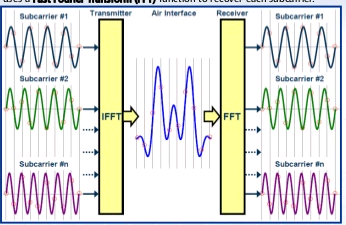 uses a Fast Fourier Transform (FFT) function to recover each subcarrier.
Transmitter Air Interface Receiver
Subcarrier #1 Subcarrier #1
Subcarrier #2 Subcarrier #2
IFFT FFT
Subcarrier #n Subcarrier #n